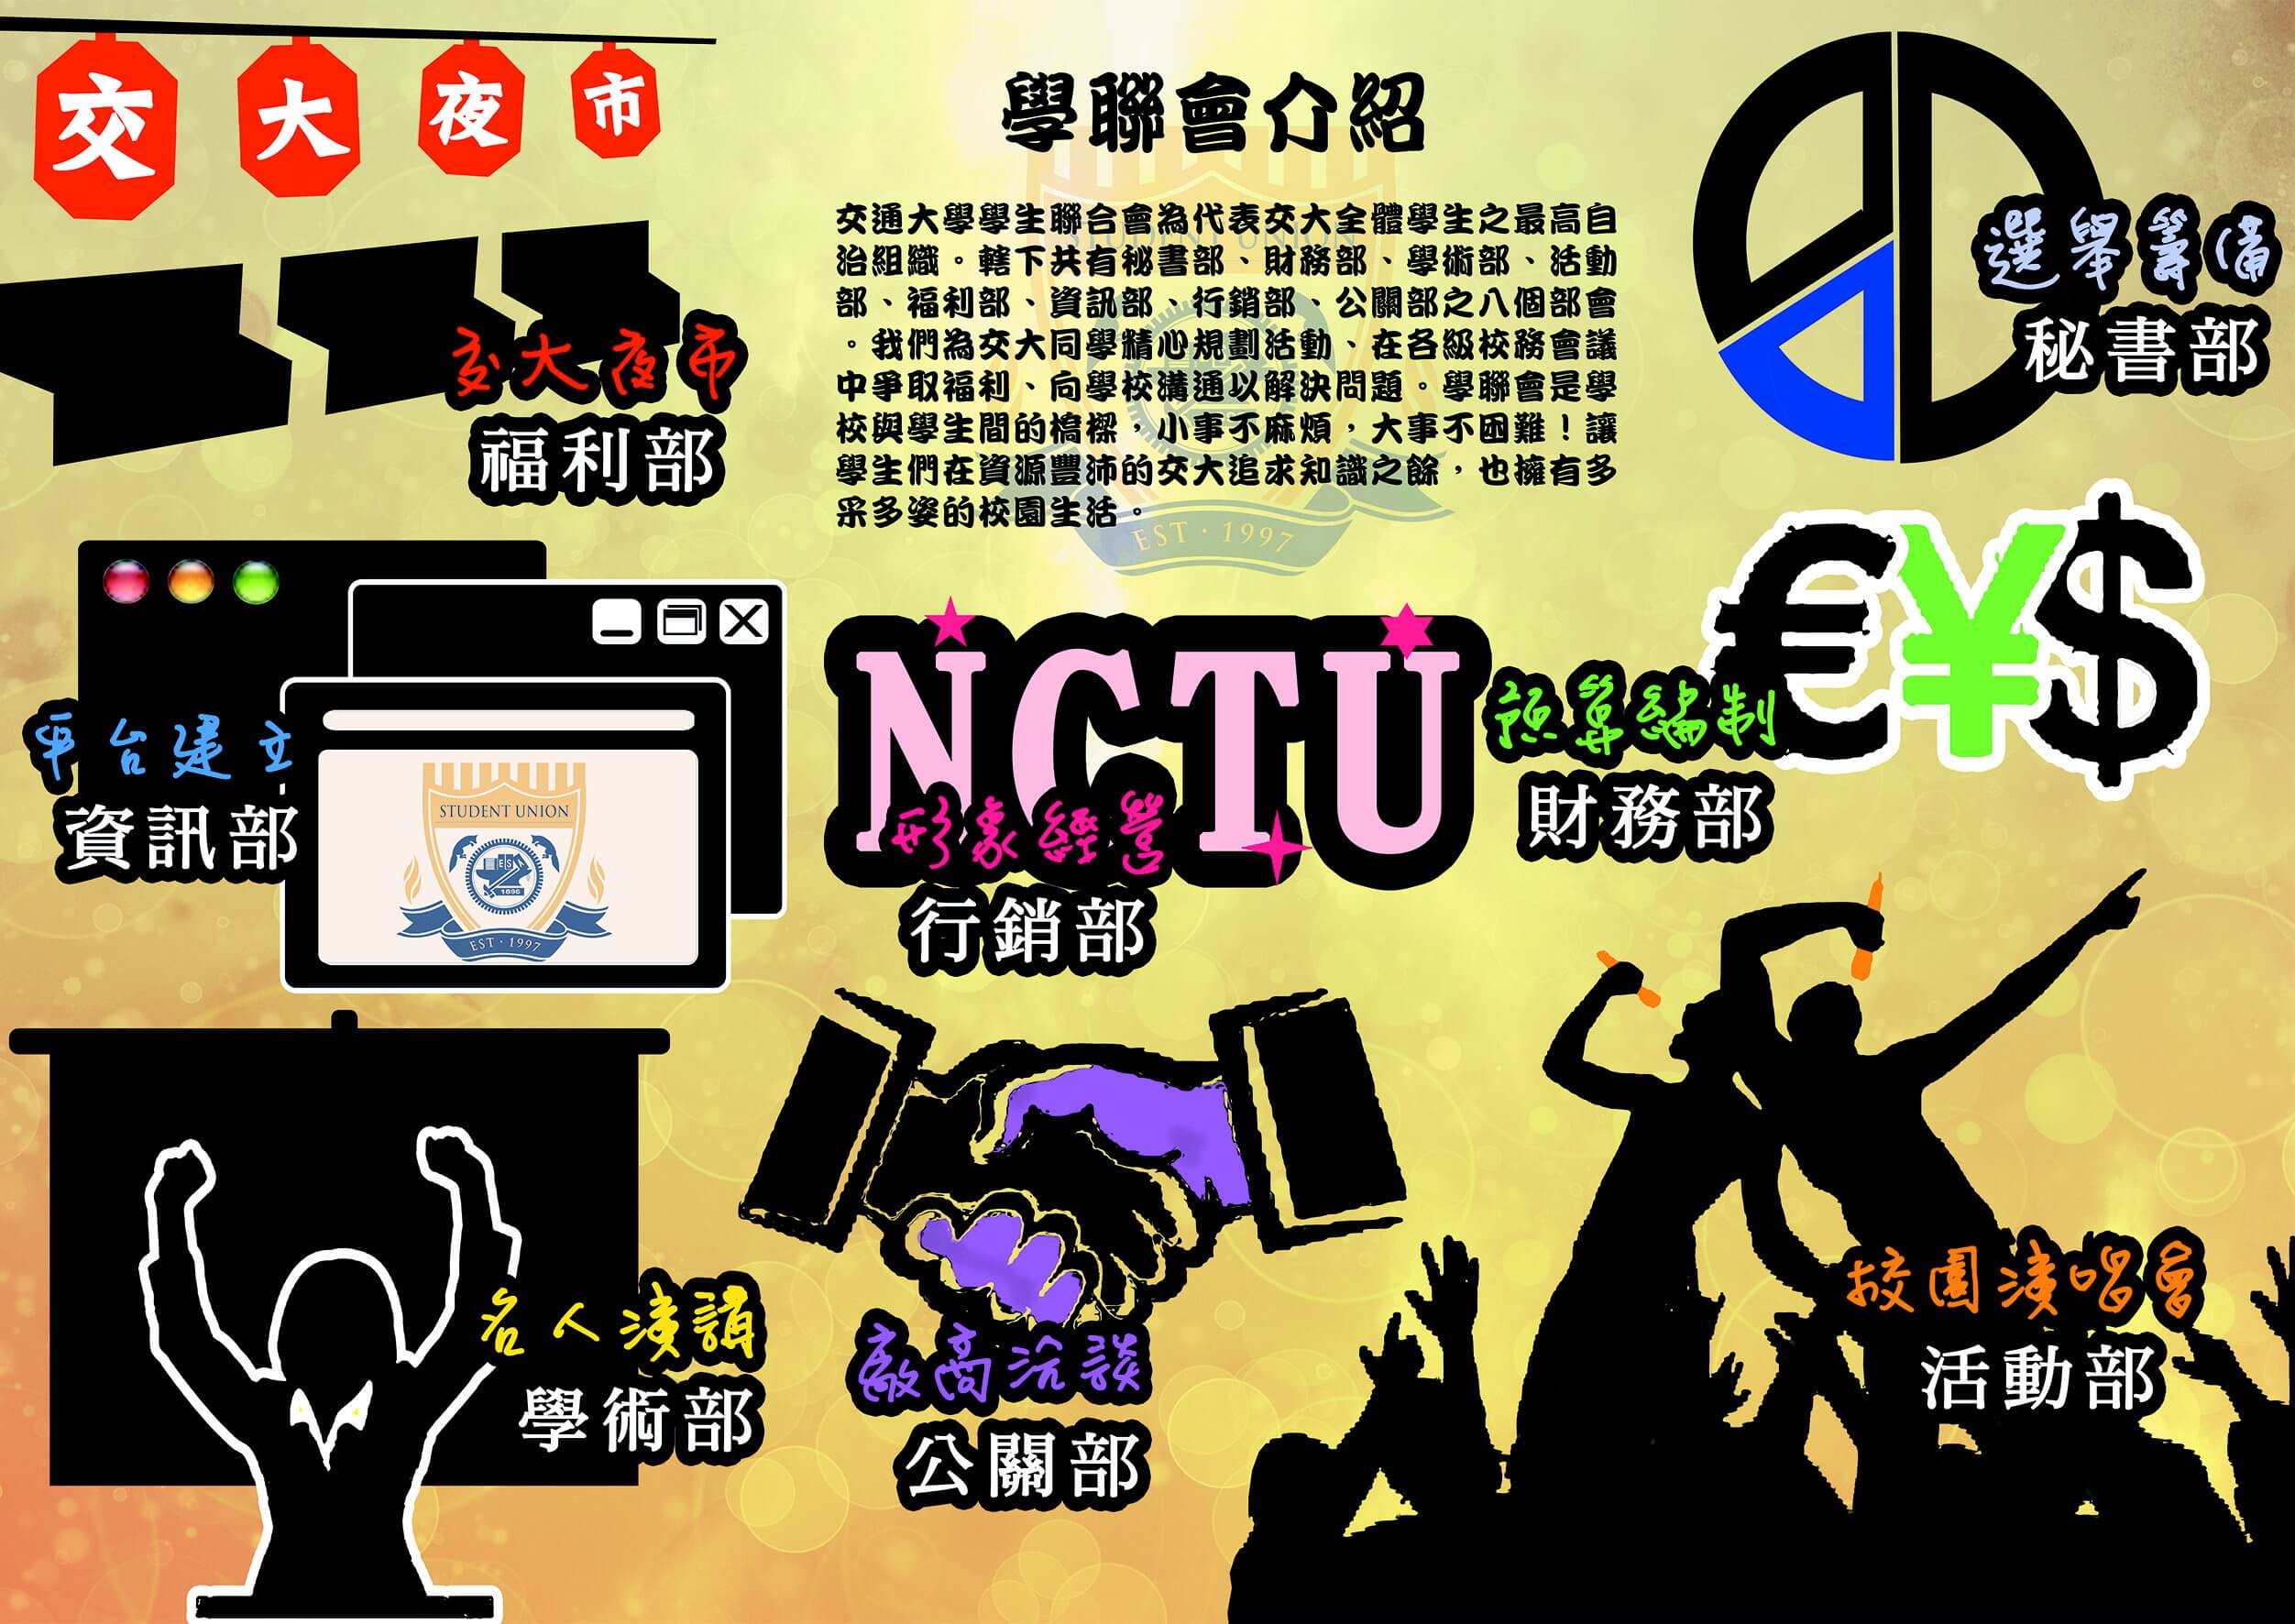 交大夜市
學聯會介紹
交通大學學生聯合會為代表交大全體學生之最高自
治組織。轄下共有秘書部、財務部、學術部、活動
部、福利部、資訊部、行銷部、公關部之八個部會
。我們為交大同學精心規劃活動、在各級校務會議
中爭取福利、向學校溝通以解決問題。學聯會是學
校與學生間的橋樑，小事不麻煩，大事不困難！讓
學生們在資源豐沛的交大追求知識之餘，也擁有多
采多姿的校園生活。
STUDENT UNION
EST · 1997
選舉籌備
秘書部
交大夜市
福利部
€¥$
平台建立
資訊部
STUDENT UNION
1896
EST · 1997
NCTU
形象經營
行銷部
預算編制
財務部
名人演講
學術部
廠商洽談
公關部
校園演唱會
活動部